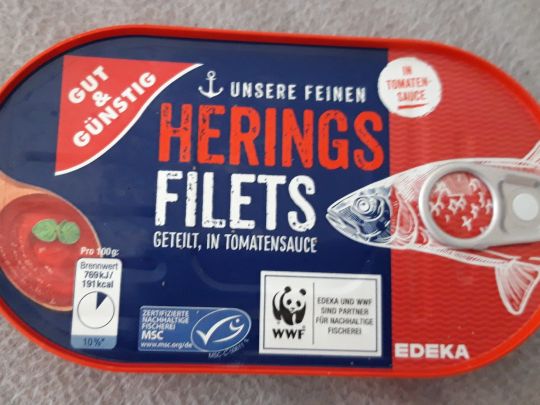 GUT
&
GÜNSTIG
UNSERE FEINEN
HERINGS
FILETS
GETEILT, IN TOMATENSAUCE
IN
TOMATEN-
SAUCE
Pro 100g:
Brennwert
769 kJ/
191 kcal
10 %*
ZERTIFIZIERTE
NACHHALTIGE
FISCHEREI
MSC
www.msc.org/de
WWF
EDEKA UND WWF
SIND PARTNER
FÜR NACHHALTIGE
FISCHEREI
EDEKA